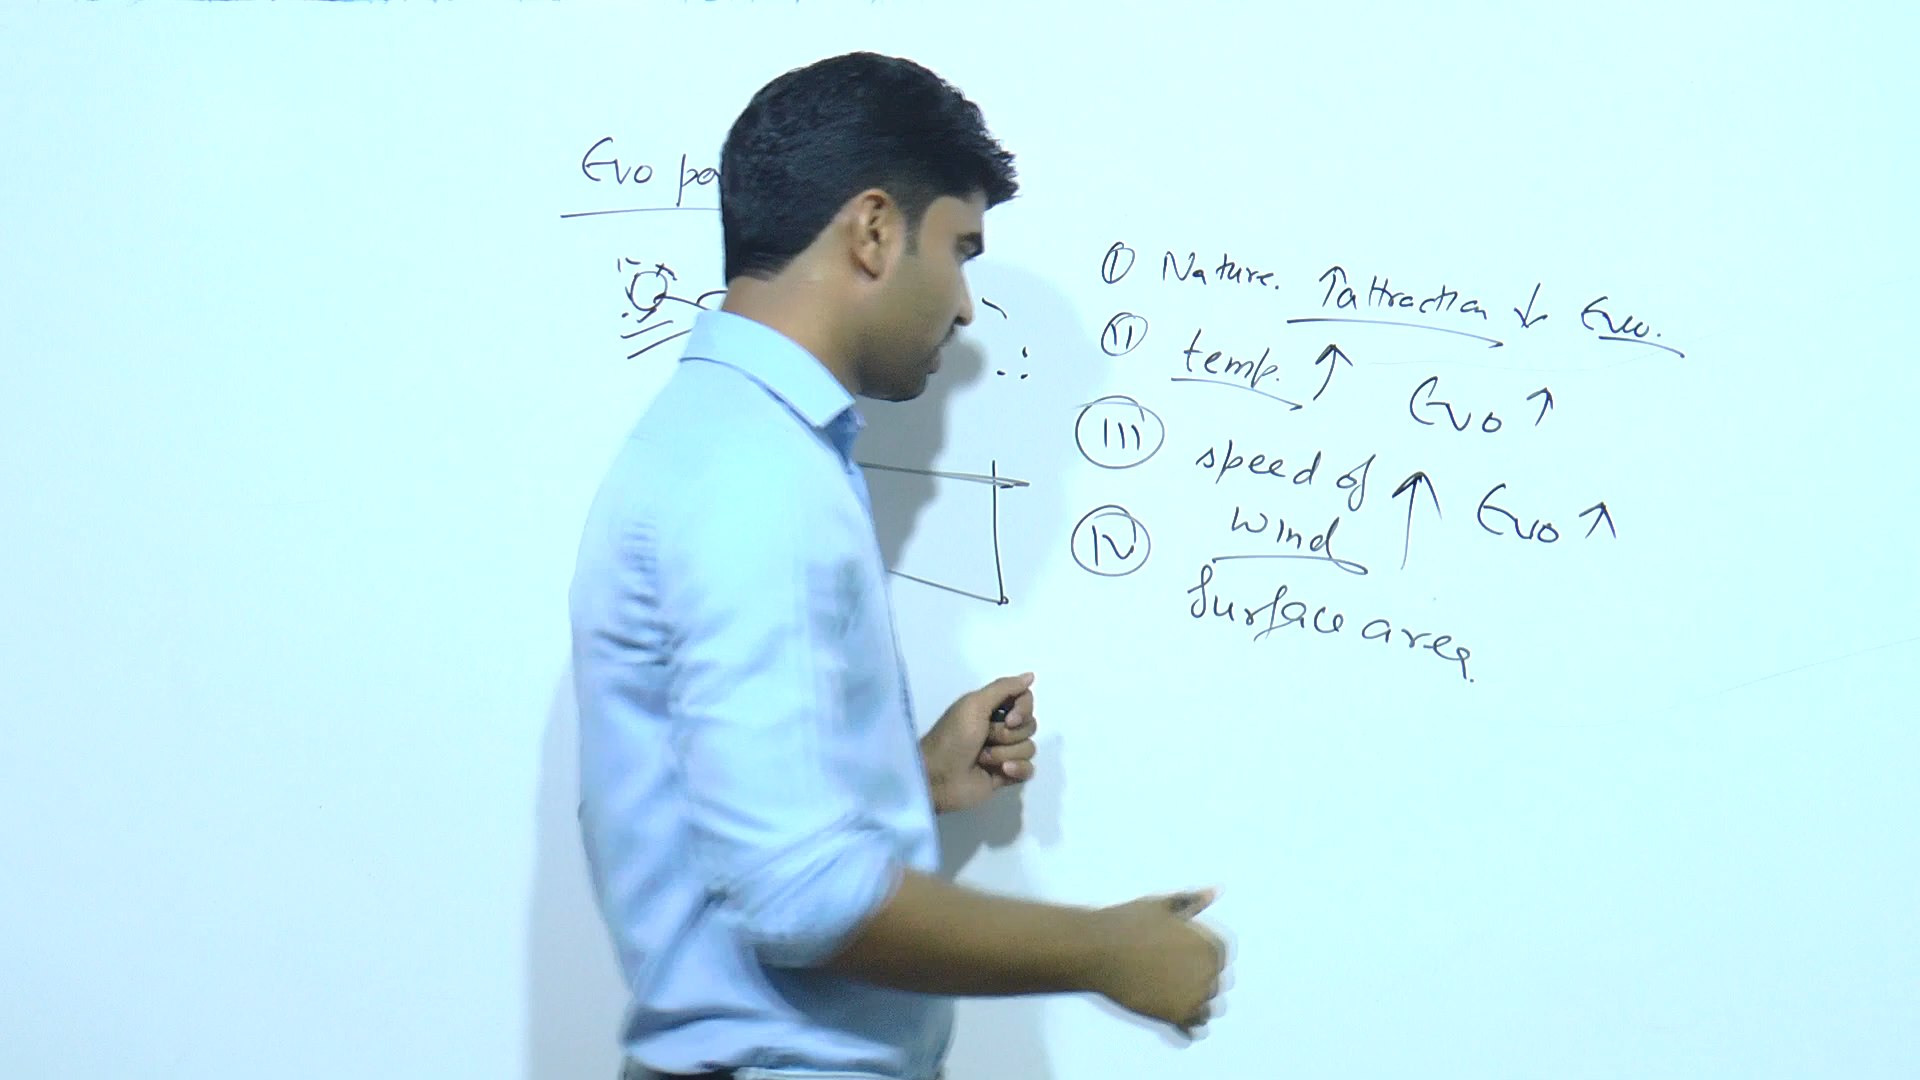 Evo po
① Nature. ↑attraction ↓ Evo.
② temp. ↑ Evo ↑
③ speed of wind ↑ Evo ↑
④ Surface area.